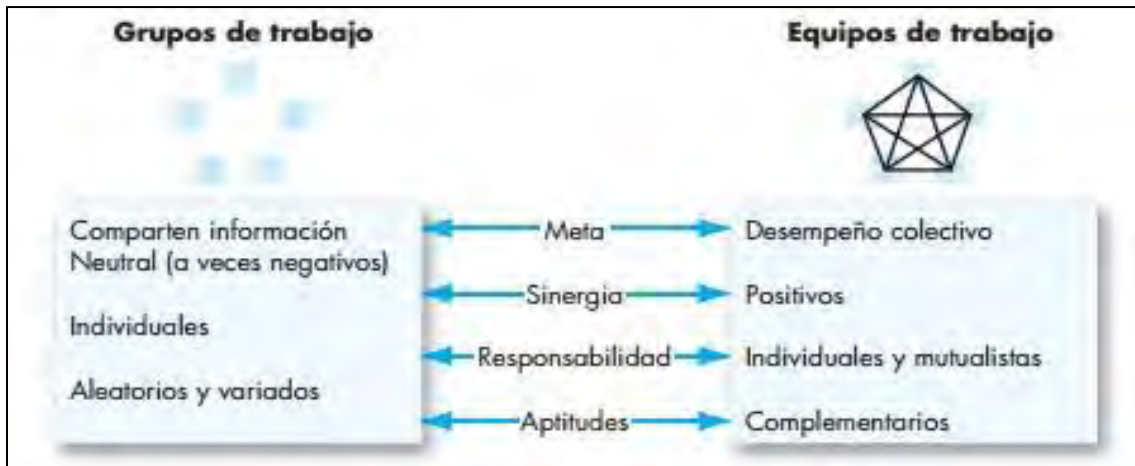 Grupos de trabajo
Equipos de trabajo
Comparten información
Neutral (a veces negativos)
Individuales
Aleatorios y variados
Meta
Sinergia
Responsabilidad
Aptitudes
Desempeño colectivo
Positivos
Individuales y mutualistas
Complementarios